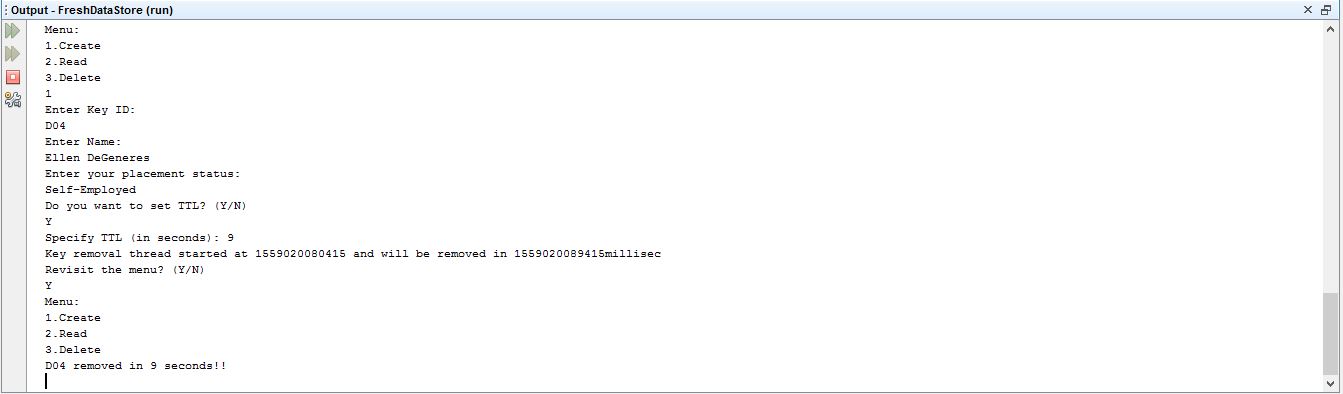 Output - FreshDataStore (run)
Menu:
1.Create
2.Read
3.Delete
1
Enter Key ID:
D04
Enter Name:
Ellen DeGeneres
Enter your placement status:
Self-Employed
Do you want to set TTL? (Y/N)
Y
Specify TTL (in seconds): 9
Key removal thread started at 1559020080415 and will be removed in 1559020089415millisec
Revisit the menu? (Y/N)
Y
Menu:
1.Create
2.Read
3.Delete
D04 removed in 9 seconds!!